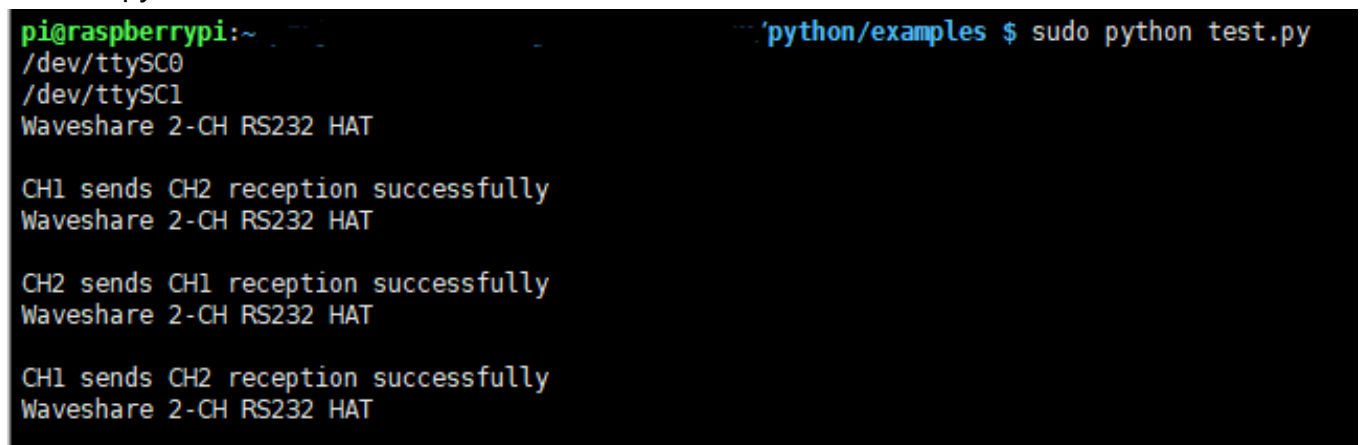 pi@raspberrypi:~ python/examples $ sudo python test.py
/dev/ttySC0
/dev/ttySC1
Waveshare 2-CH RS232 HAT
CH1 sends CH2 reception successfully
Waveshare 2-CH RS232 HAT
CH2 sends CH1 reception successfully
Waveshare 2-CH RS232 HAT
CH1 sends CH2 reception successfully
Waveshare 2-CH RS232 HAT